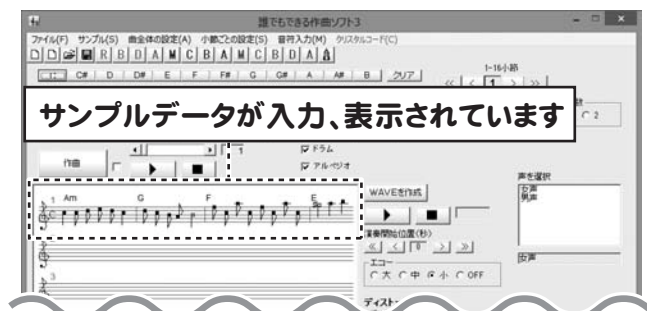 誰でもできる作曲ソフト3
ファイル(F) サンプル(S) 曲全体の設定(A) 小節ごとの設定(S) 音符入力(M) クリスタルコード(C)
R B D A M C B A M C B D A
C C# D D# E F F# G G# A A# B クリア
1-16小節
<< < 1 > >>
サンプルデータが入力、表示されています
数
2
1
ドラム
作曲
アルペジオ
声を選択
1 Am G F E
WAVEを作成
女声
男声
演奏開始位置(秒)
<< < 0 > >>
女声
エコー
大 中 小 OFF
3
ディスト